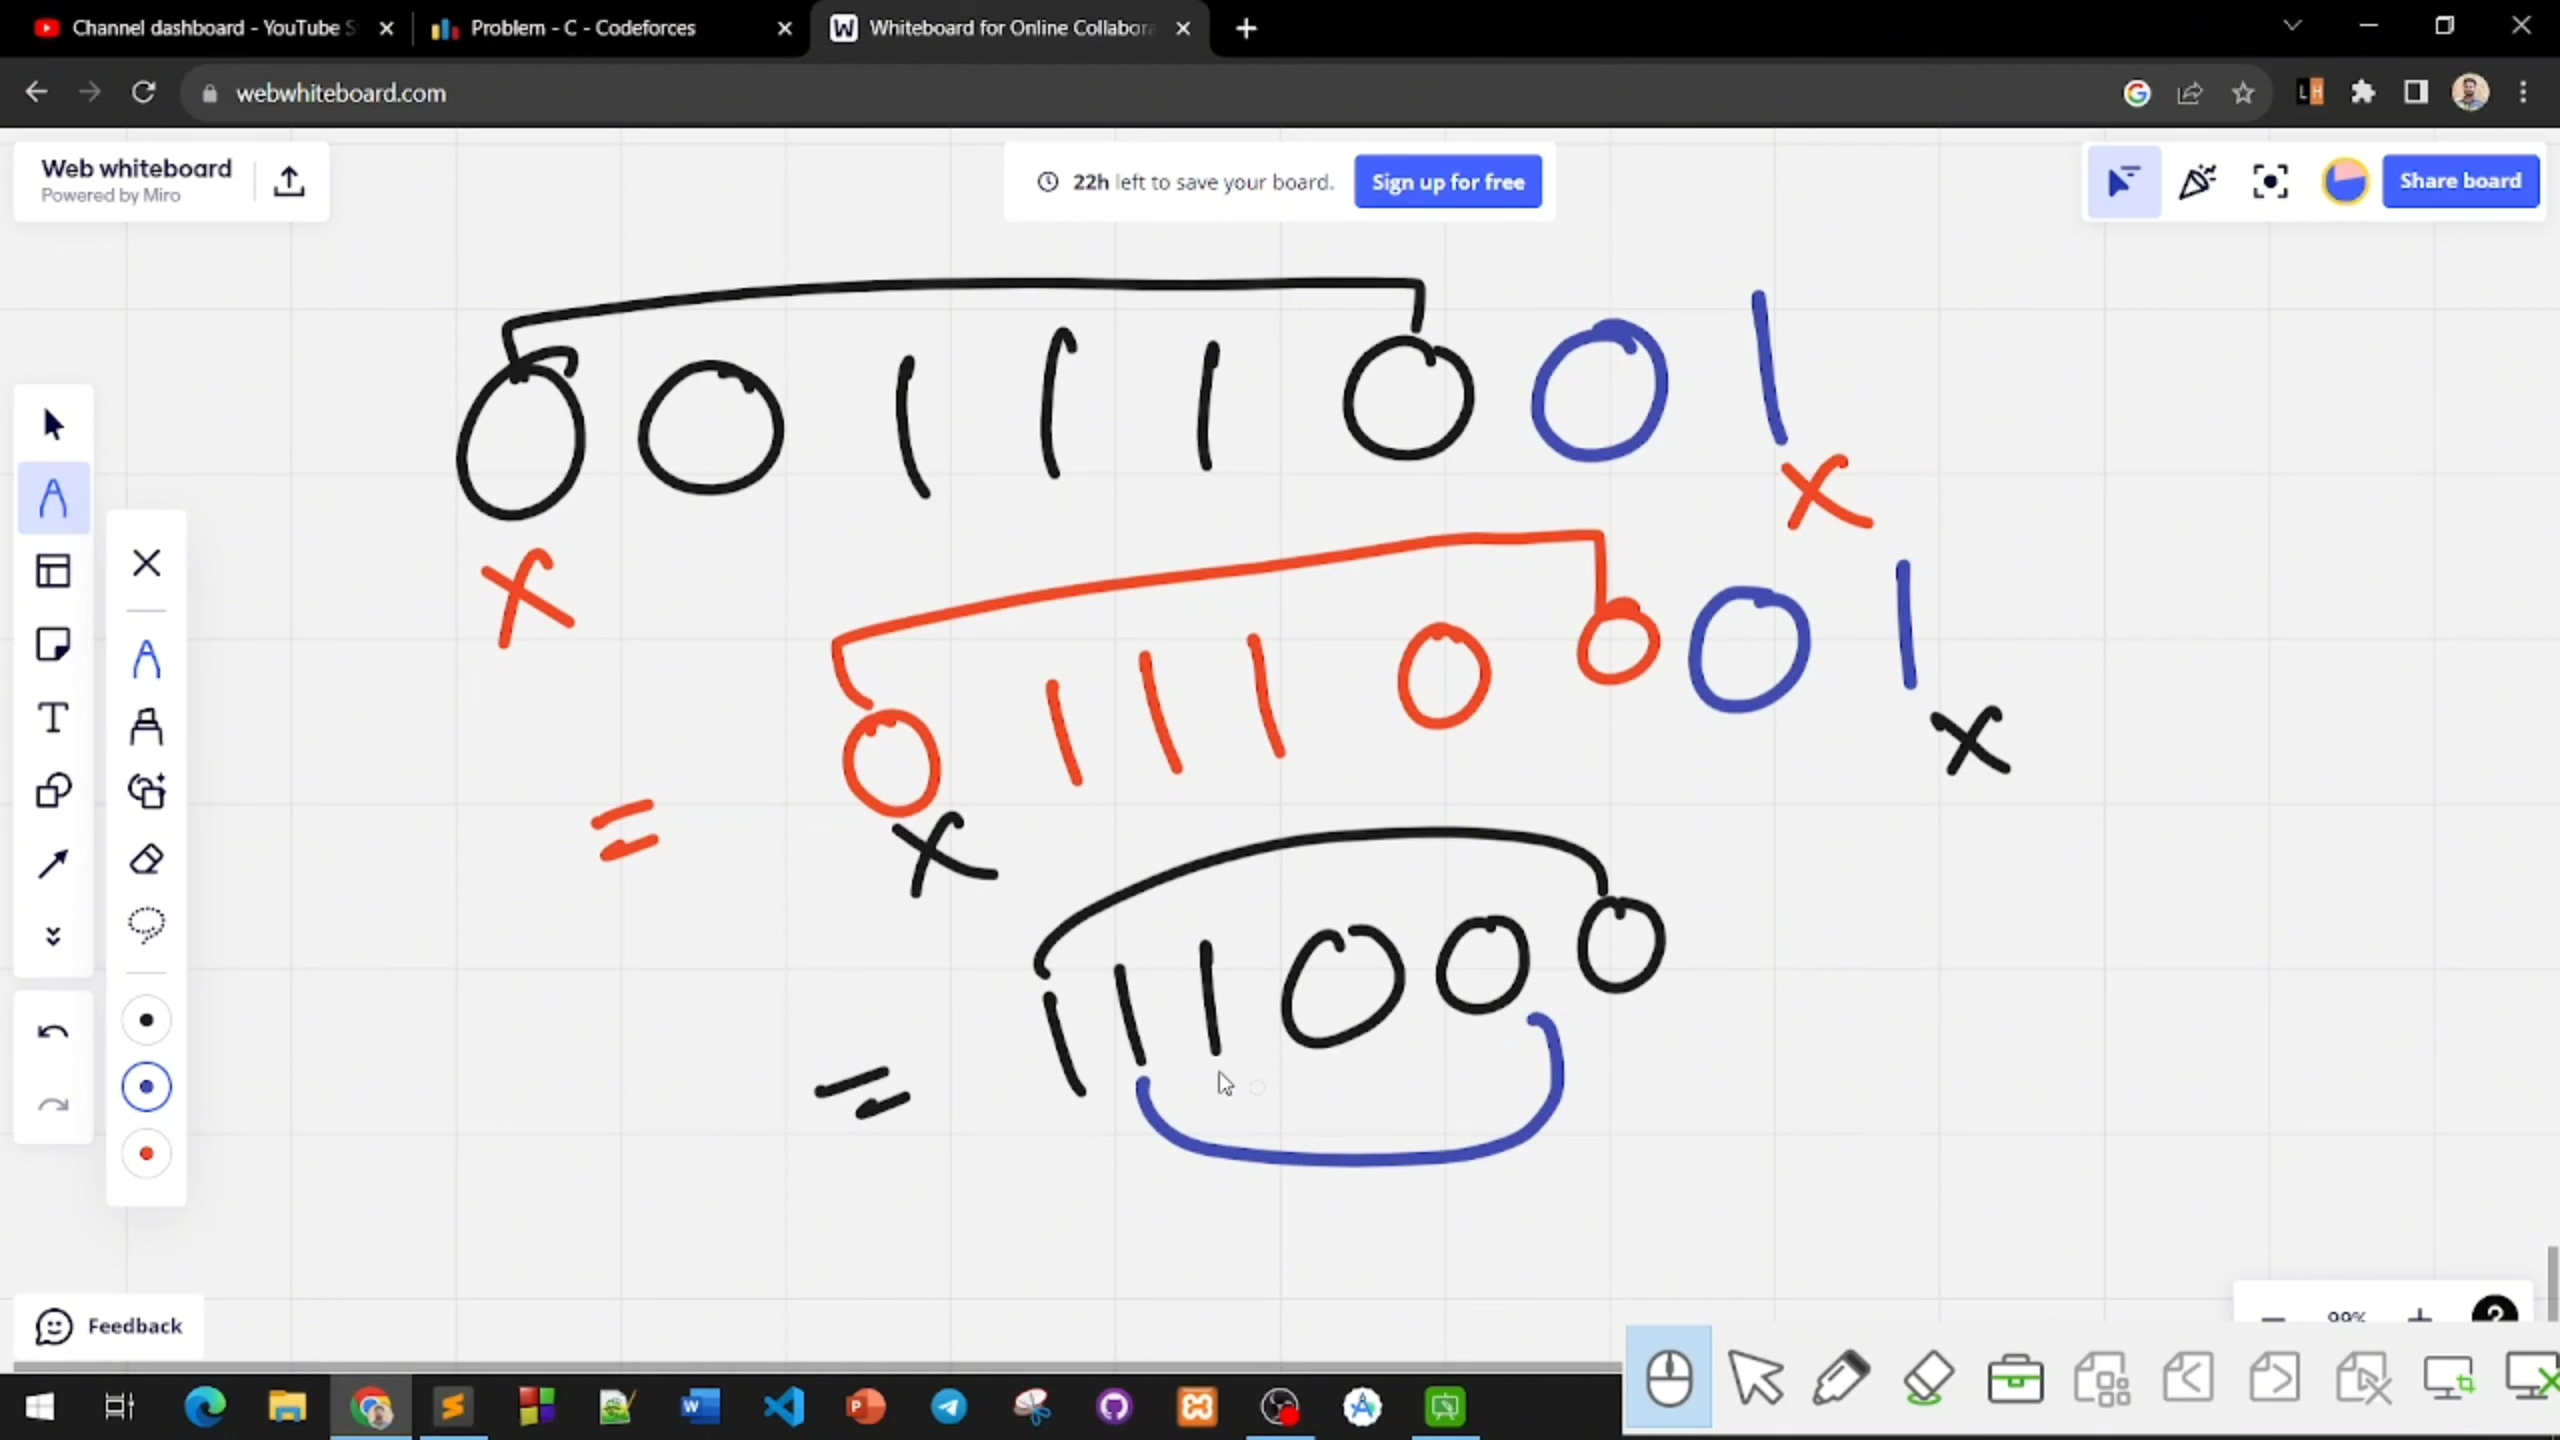 Channel dashboard - YouTube S
Problem - C - Codeforces
Whiteboard for Online Collabora
webwhiteboard.com
Web whiteboard
Powered by Miro
22h left to save your board.
Sign up for free
Share board
0 0 1 1 1 0 0 1
x
x
0 1 1 1 0 0 0 1
=
x
x
1 1 1 0 0 0
=
T
Feedback
99%